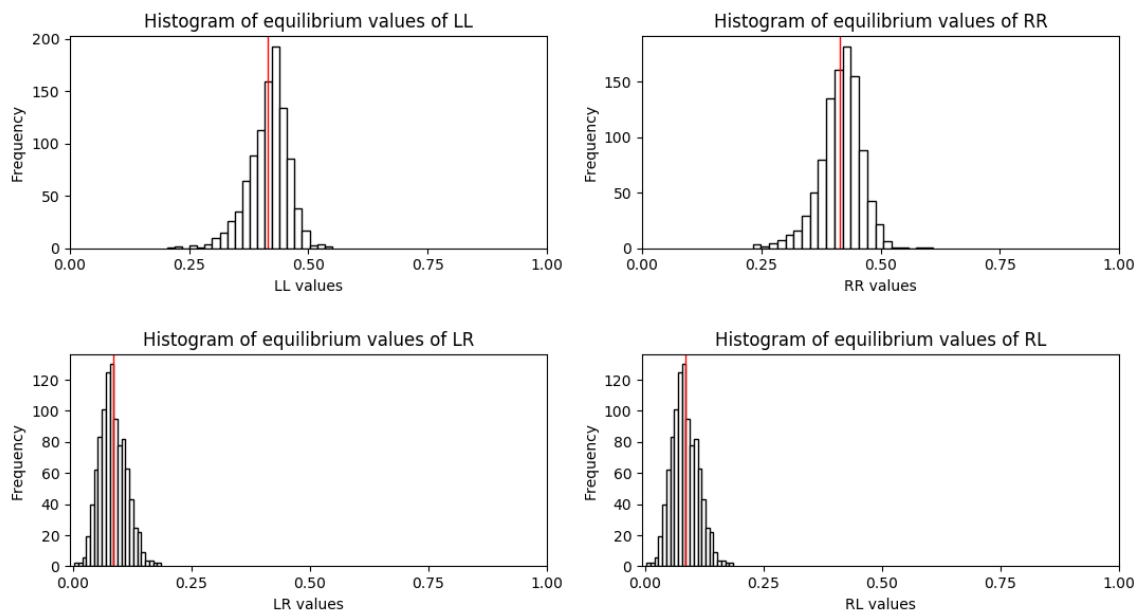 Histogram of equilibrium values of LL
200
150
100
50
0
Frequency
0.00 0.25 0.50 0.75 1.00
LL values
Histogram of equilibrium values of RR
150
100
50
0
Frequency
0.00 0.25 0.50 0.75 1.00
RR values
Histogram of equilibrium values of LR
120
100
80
60
40
20
0
Frequency
0.00 0.25 0.50 0.75 1.00
LR values
Histogram of equilibrium values of RL
120
100
80
60
40
20
0
Frequency
0.00 0.25 0.50 0.75 1.00
RL values